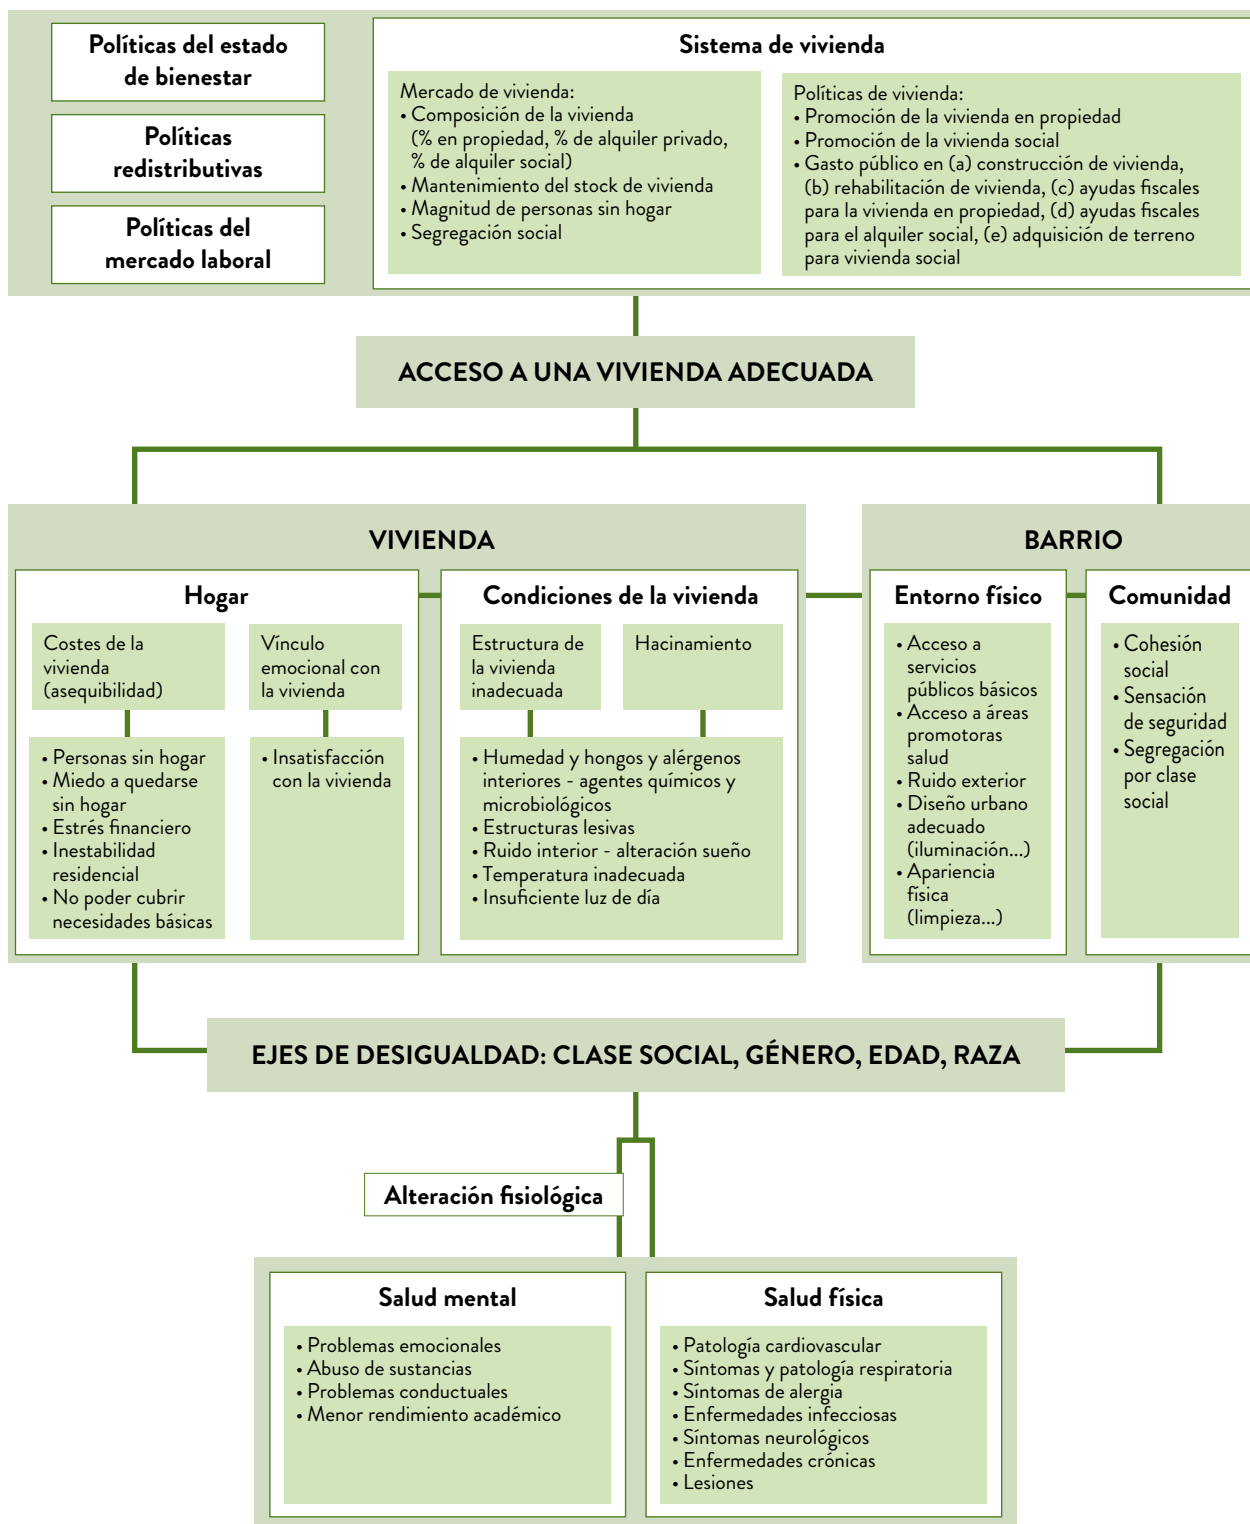 Políticas del estado
de bienestar
Políticas
redistributivas
Políticas del
mercado laboral
Sistema de vivienda
Mercado de vivienda:
• Composición de la vivienda
(% en propiedad, % de alquiler privado,
% de alquiler social)
• Mantenimiento del stock de vivienda
• Magnitud de personas sin hogar
• Segregación social
Políticas de vivienda:
• Promoción de la vivienda en propiedad
• Promoción de la vivienda social
• Gasto público en (a) construcción de vivienda,
(b) rehabilitación de vivienda, (c) ayudas fiscales
para la vivienda en propiedad, (d) ayudas fiscales
para el alquiler social, (e) adquisición de terreno
para vivienda social
ACCESO A UNA VIVIENDA ADECUADA
VIVIENDA
Hogar
Costes de la
vivienda
(asequibilidad)
Vínculo
emocional con
la vivienda
• Personas sin hogar
• Miedo a quedarse
sin hogar
• Estrés financiero
• Inestabilidad
residencial
• No poder cubrir
necesidades básicas
• Insatisfacción
con la vivienda
Condiciones de la vivienda
Estructura de
la vivienda
inadecuada
Hacinamiento
• Humedad y hongos y alérgenos
interiores - agentes químicos y
microbiológicos
• Estructuras lesivas
• Ruido interior - alteración sueño
• Temperatura inadecuada
• Insuficiente luz de día
BARRIO
Entorno físico
• Acceso a
servicios
públicos básicos
• Acceso a áreas
promotoras
salud
• Ruido exterior
• Diseño urbano
adecuado
(iluminación...)
• Apariencia
física
(limpieza...)
Comunidad
• Cohesión
social
• Sensación
de seguridad
• Segregación
por clase
social
EJES DE DESIGUALDAD: CLASE SOCIAL, GÉNERO, EDAD, RAZA
Alteración fisiológica
Salud mental
• Problemas emocionales
• Abuso de sustancias
• Problemas conductuales
• Menor rendimiento académico
Salud física
• Patología cardiovascular
• Síntomas y patología respiratoria
• Síntomas de alergia
• Enfermedades infecciosas
• Síntomas neurológicos
• Enfermedades crónicas
• Lesiones